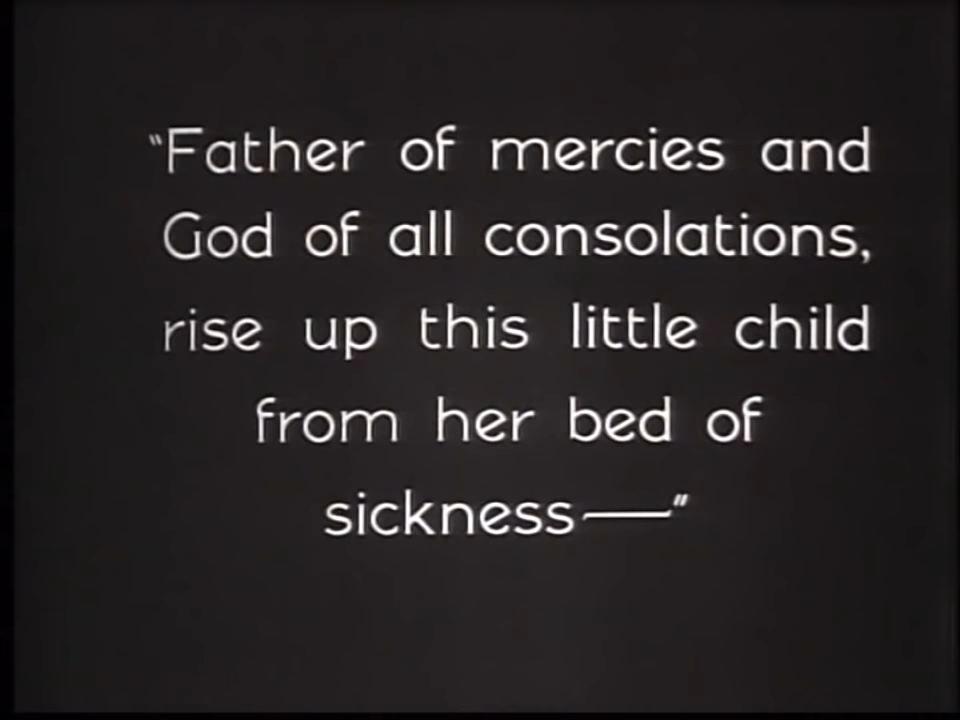 “Father of mercies and
God of all consolations,
rise up this little child
from her bed of
sickness—”